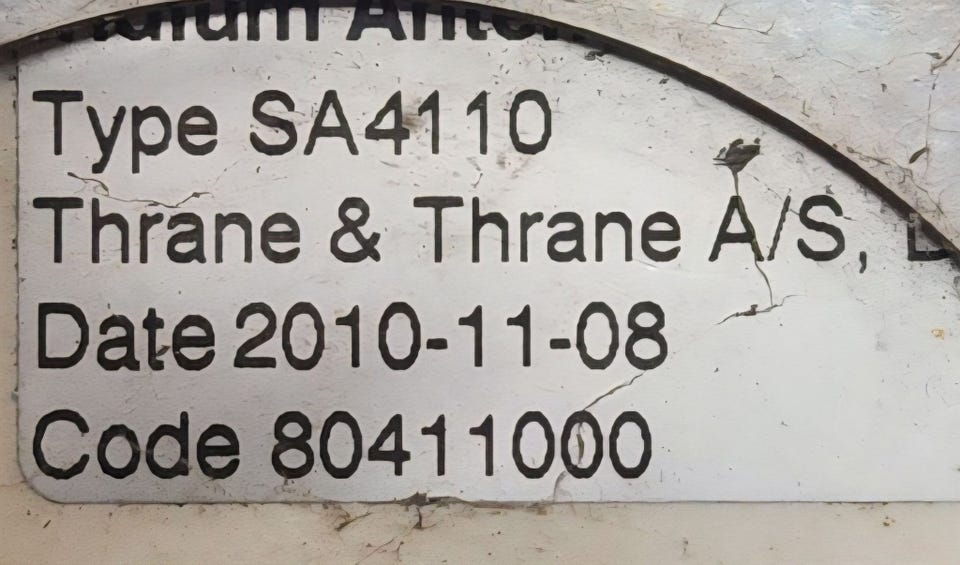 Type SA4110
Thrane & Thrane A/S,
Date 2010-11-08
Code 80411000